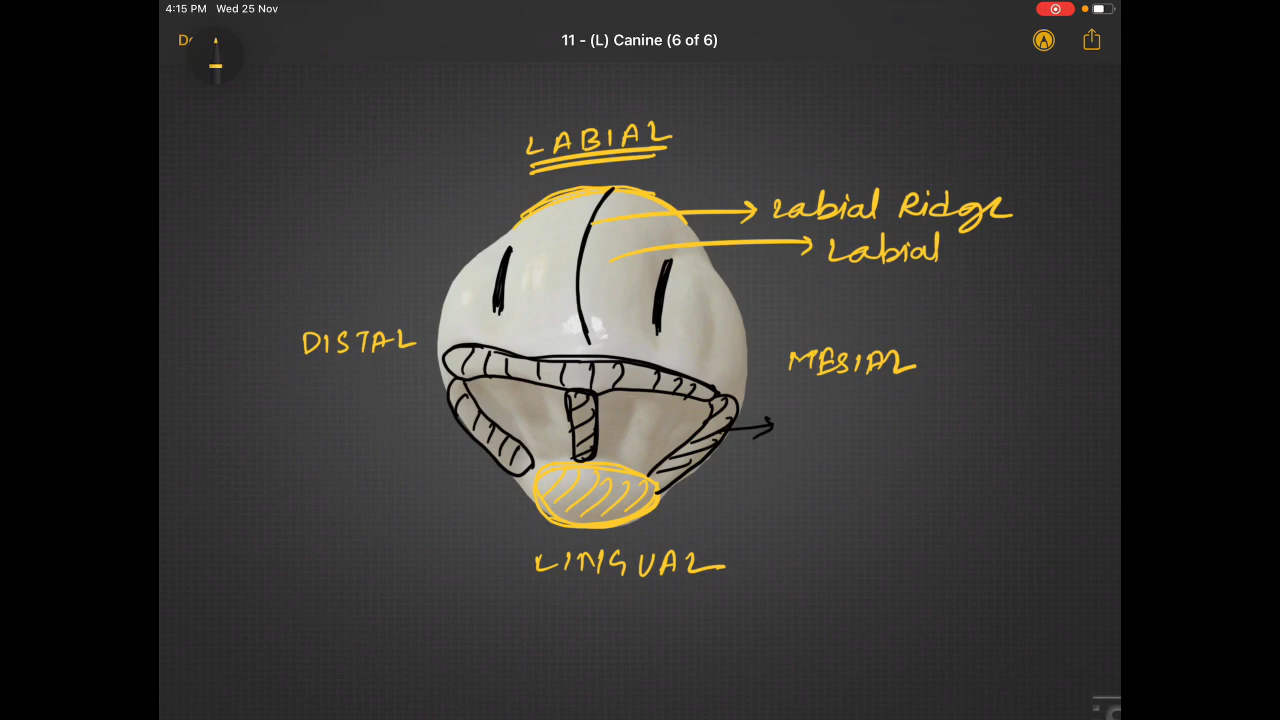 4:15 PM Wed 25 Nov
11 - (L) Canine (6 of 6)
LABIAL
Labial Ridge
Labial
DISTAL
MESIAL
LINGUAL